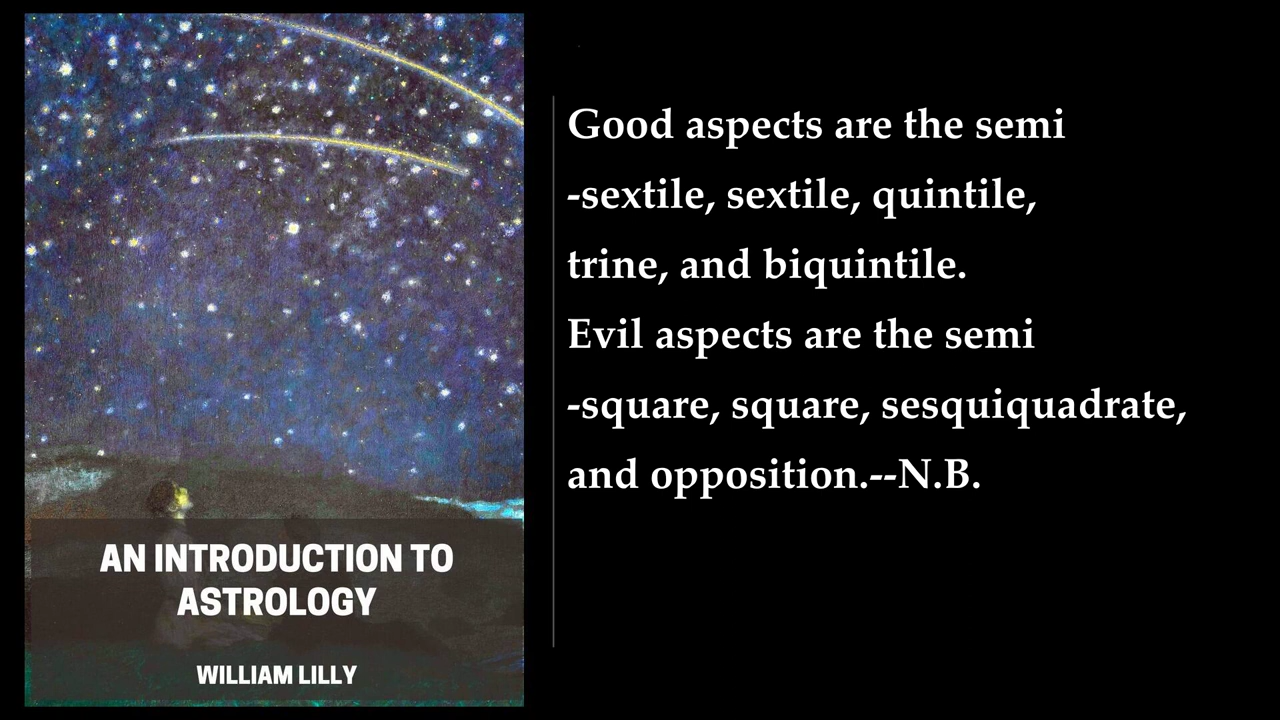 AN INTRODUCTION TO
ASTROLOGY
WILLIAM LILLY
Good aspects are the semi
-sextile, sextile, quintile,
trine, and biquintile.
Evil aspects are the semi
-square, square, sesquiquadrate,
and opposition.--N.B.